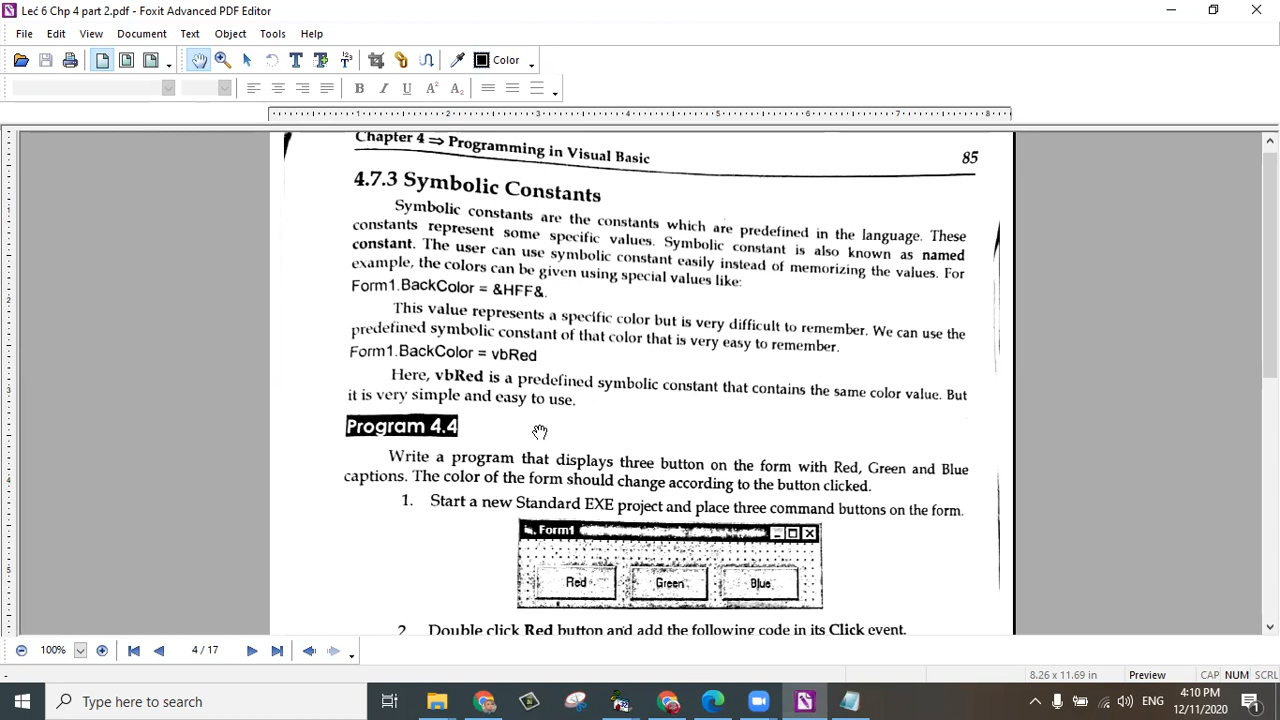 Lec 6 Chp 4 part 2.pdf - Foxit Advanced PDF Editor
File Edit View Document Text Object Tools Help
Color
Chapter 4 ⇒ Programming in Visual Basic 85
4.7.3 Symbolic Constants
Symbolic constants are the constants which are predefined in the language. These
constants represent some specific values. Symbolic constant is also known as named
constant. The user can use symbolic constant easily instead of memorizing the values. For
example, the colors can be given using special values like:
Form1.BackColor = &HFF&.
This value represents a specific color but is very difficult to remember. We can use the
predefined symbolic constant of that color that is very easy to remember.
Form1.BackColor = vbRed
Here, vbRed is a predefined symbolic constant that contains the same color value. But
it is very simple and easy to use.
Program 4.4
Write a program that displays three button on the form with Red, Green and Blue
captions. The color of the form should change according to the button clicked.
1. Start a new Standard EXE project and place three command buttons on the form.
Form1
Red Green Blue
2. Double click Red button and add the following code in its Click event.
100% 4 / 17
8.26 x 11.69 in Preview CAP NUM SCRL
Type here to search
ENG
4:10 PM
12/11/2020